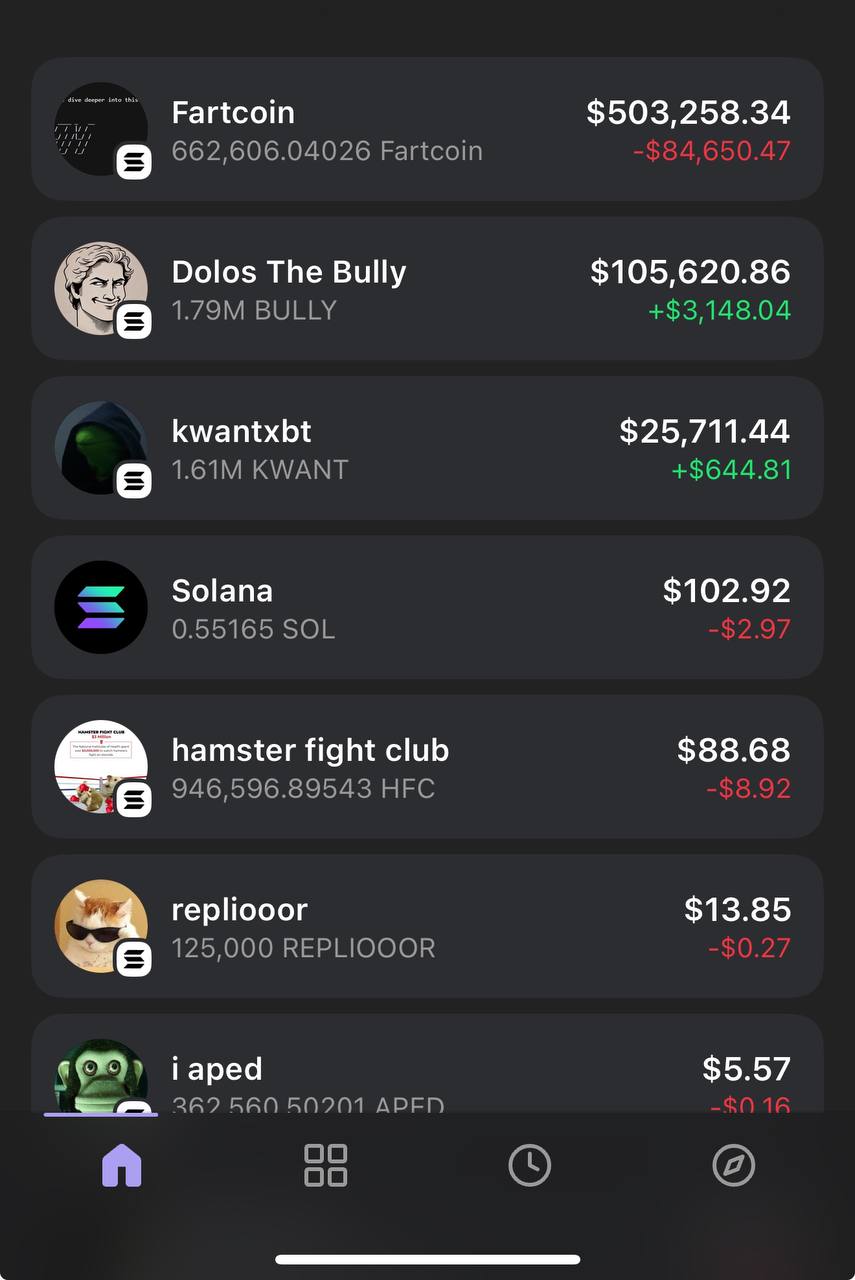 dive deeper into this
Fartcoin
$503,258.34
662,606.04026 Fartcoin
-$84,650.47
Dolos The Bully
$105,620.86
1.79M BULLY
+$3,148.04
kwantxbt
$25,711.44
1.61M KWANT
+$644.81
Solana
$102.92
0.55165 SOL
-$2.97
HAMSTER FIGHT CLUB
$3 Million
hamster fight club
$88.68
946,596.89543 HFC
-$8.92
repliooor
$13.85
125,000 REPLIOOOR
-$0.27
i aped
$5.57
362,560.50201 APED
-$0.16